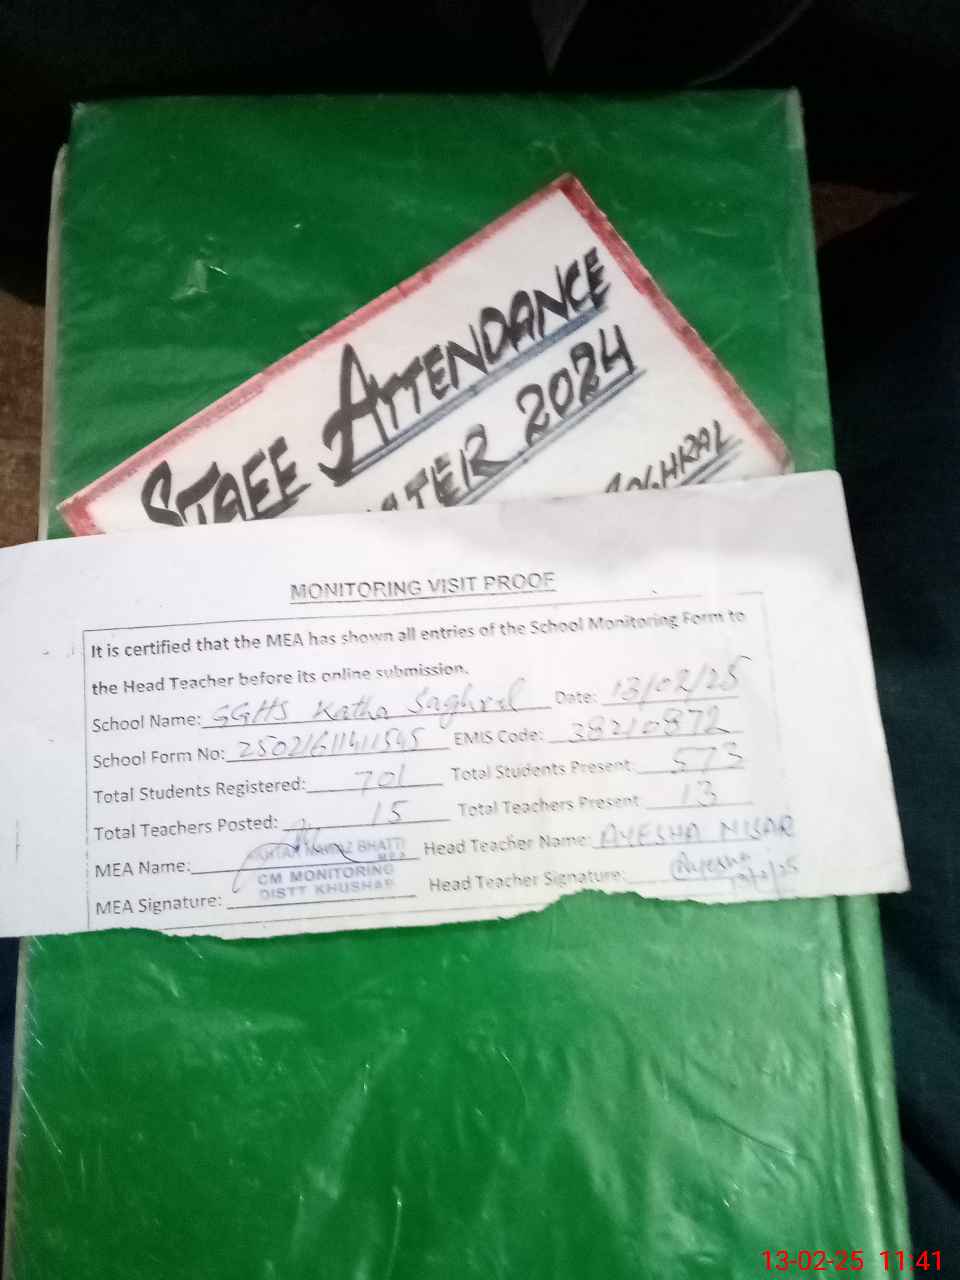 STAFF ATTENDANCE
2024
MONITORING VISIT PROOF
It is certified that the MEA has shown all entries of the School Monitoring Form to
the Head Teacher before its online submission.
School Name: GGHS Katha Saghral Date: 13/02/25
School Form No: EMIS Code: 38210872
Total Students Registered: 701 Total Students Present: 573
Total Teachers Posted: 15 Total Teachers Present: 13
MEA Name: NAWAZ BHATTI Head Teacher Name: AYESHA NISAR
M E A
CM MONITORING
DISTT KHUSHAB
MEA Signature: Head Teacher Signature: Ayesha
13-02-25 11:41